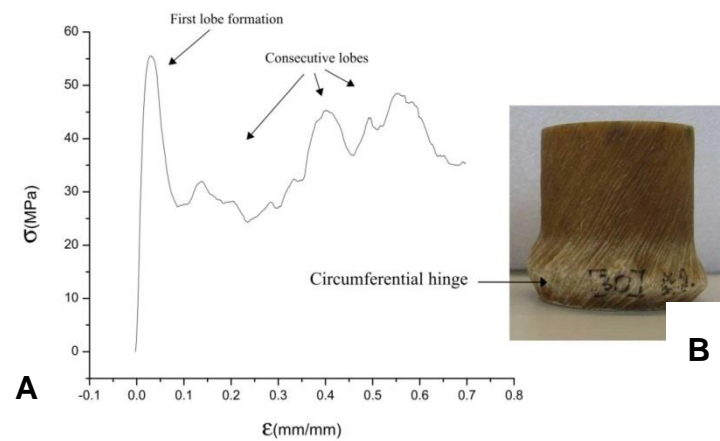 First lobe formation
Consecutive lobes
60
50
40
30
20
10
0
σ(MPa)
-0.1 0.0 0.1 0.2 0.3 0.4 0.5 0.6 0.7 0.8
ε(mm/mm)
A
Circumferential hinge
[30]
B